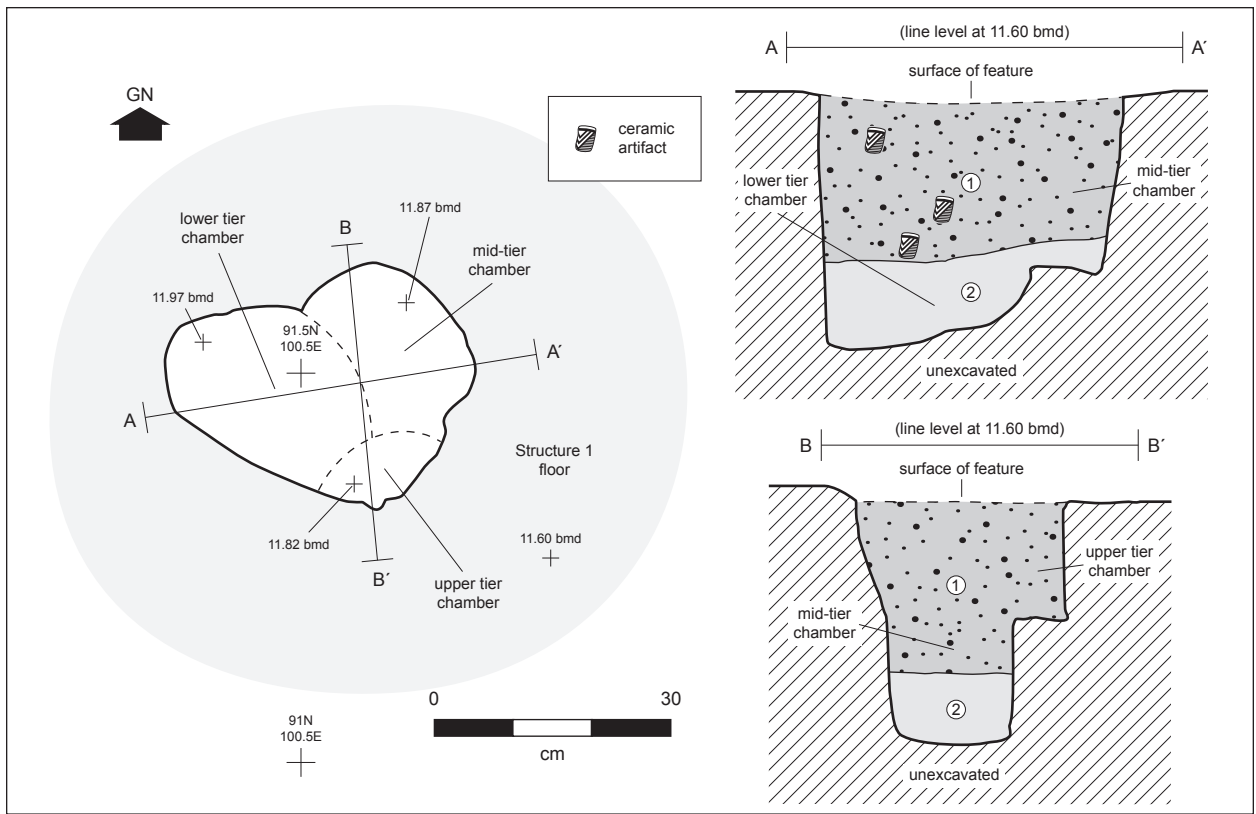 GN
ceramic
artifact
lower tier
chamber
11.87 bmd
B
mid-tier
chamber
11.97 bmd
91.5N
100.5E
A´
A
Structure 1
floor
11.82 bmd
11.60 bmd
B´
upper tier
chamber
0
30
cm
91N
100.5E
(line level at 11.60 bmd)
A
A´
surface of feature
lower tier
chamber
1
mid-tier
chamber
2
unexcavated
(line level at 11.60 bmd)
B
B´
surface of feature
upper tier
chamber
1
mid-tier
chamber
2
unexcavated